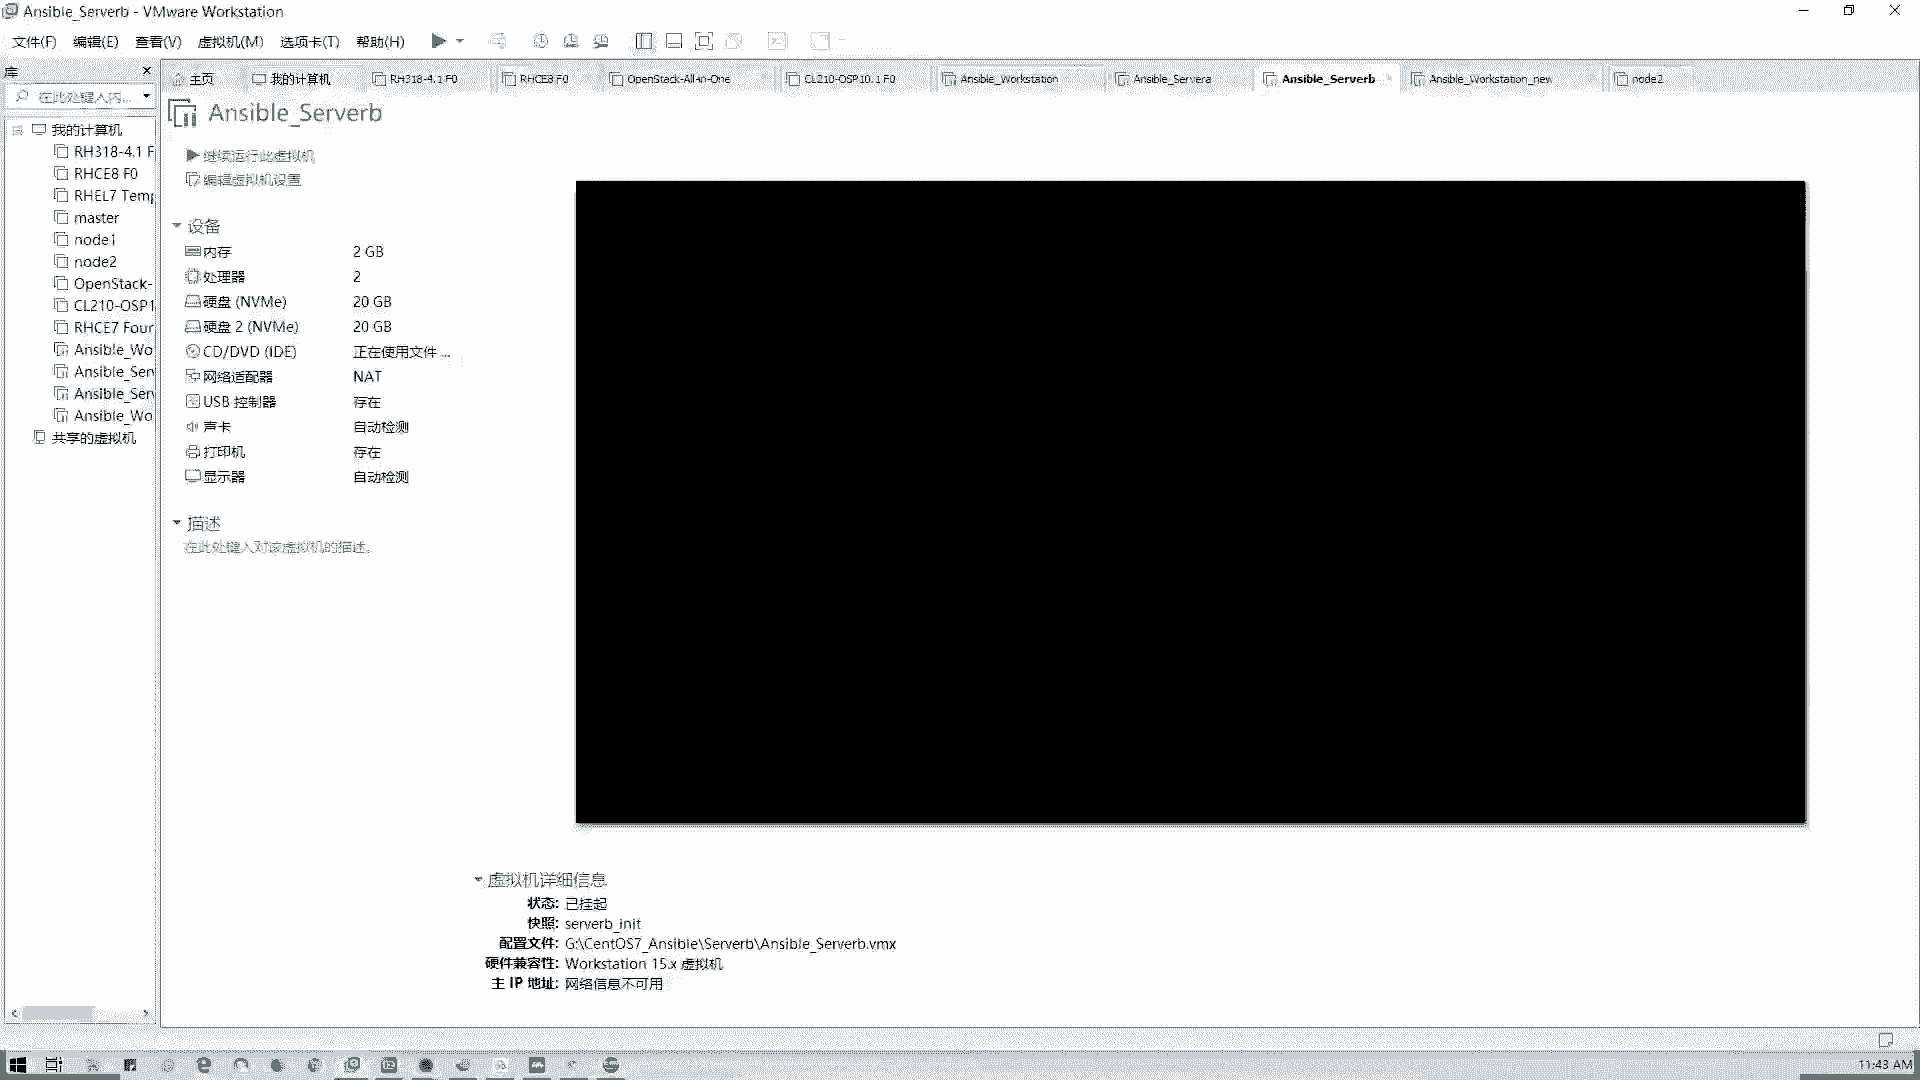 Ansible_Serverb - VMware Workstation
文件(F) 编辑(E) 查看(V) 虚拟机(M) 选项卡(T) 帮助(H)
库
主页 我的计算机 RH318-4.1 F0 RHCE8 F0 OpenStack-All-in-One CL210-OSP10.1 F0 Ansible_Workstation Ansible_Servera Ansible_Serverb Ansible_Workstation_new node2
在此处键入内...
我的计算机
RH318-4.1 F
RHCE8 F0
RHEL7 Temp
master
node1
node2
OpenStack-
CL210-OSP1
RHCE7 Four
Ansible_Wo
Ansible_Serv
Ansible_Serv
Ansible_Wo
共享的虚拟机
Ansible_Serverb
继续运行此虚拟机
编辑虚拟机设置
设备
内存 2 GB
处理器 2
硬盘 (NVMe) 20 GB
硬盘 2 (NVMe) 20 GB
CD/DVD (IDE) 正在使用文件 ...
网络适配器 NAT
USB 控制器 存在
声卡 自动检测
打印机 存在
显示器 自动检测
描述
在此处键入对该虚拟机的描述。
虚拟机详细信息
状态: 已挂起
快照: serverb_init
配置文件: G:\CentOS7_Ansible\Serverb\Ansible_Serverb.vmx
硬件兼容性: Workstation 15.x 虚拟机
主 IP 地址: 网络信息不可用
11:43 AM